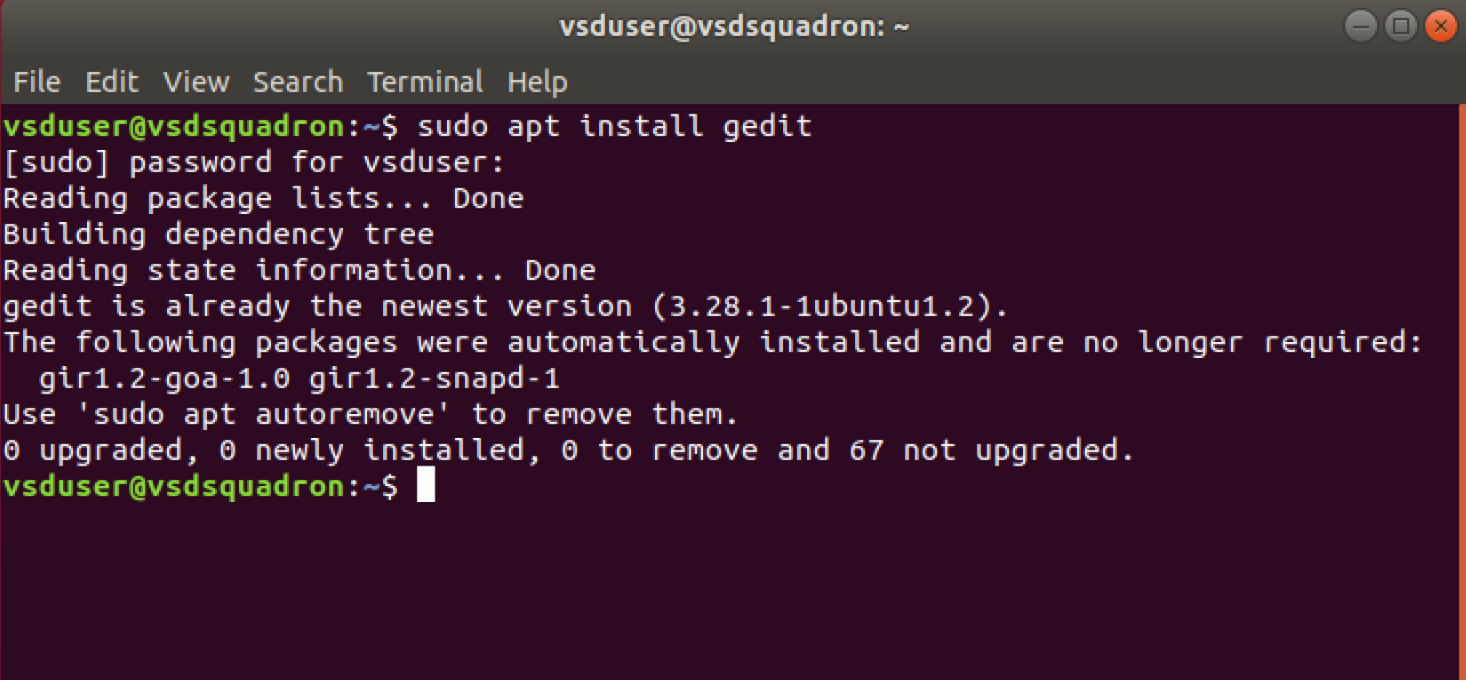 vsduser@vsdsquadron: ~
File Edit View Search Terminal Help
vsduser@vsdsquadron:~$ sudo apt install gedit
[sudo] password for vsduser:
Reading package lists... Done
Building dependency tree
Reading state information... Done
gedit is already the newest version (3.28.1-1ubuntu1.2).
The following packages were automatically installed and are no longer required:
  gir1.2-goa-1.0 gir1.2-snapd-1
Use 'sudo apt autoremove' to remove them.
0 upgraded, 0 newly installed, 0 to remove and 67 not upgraded.
vsduser@vsdsquadron:~$